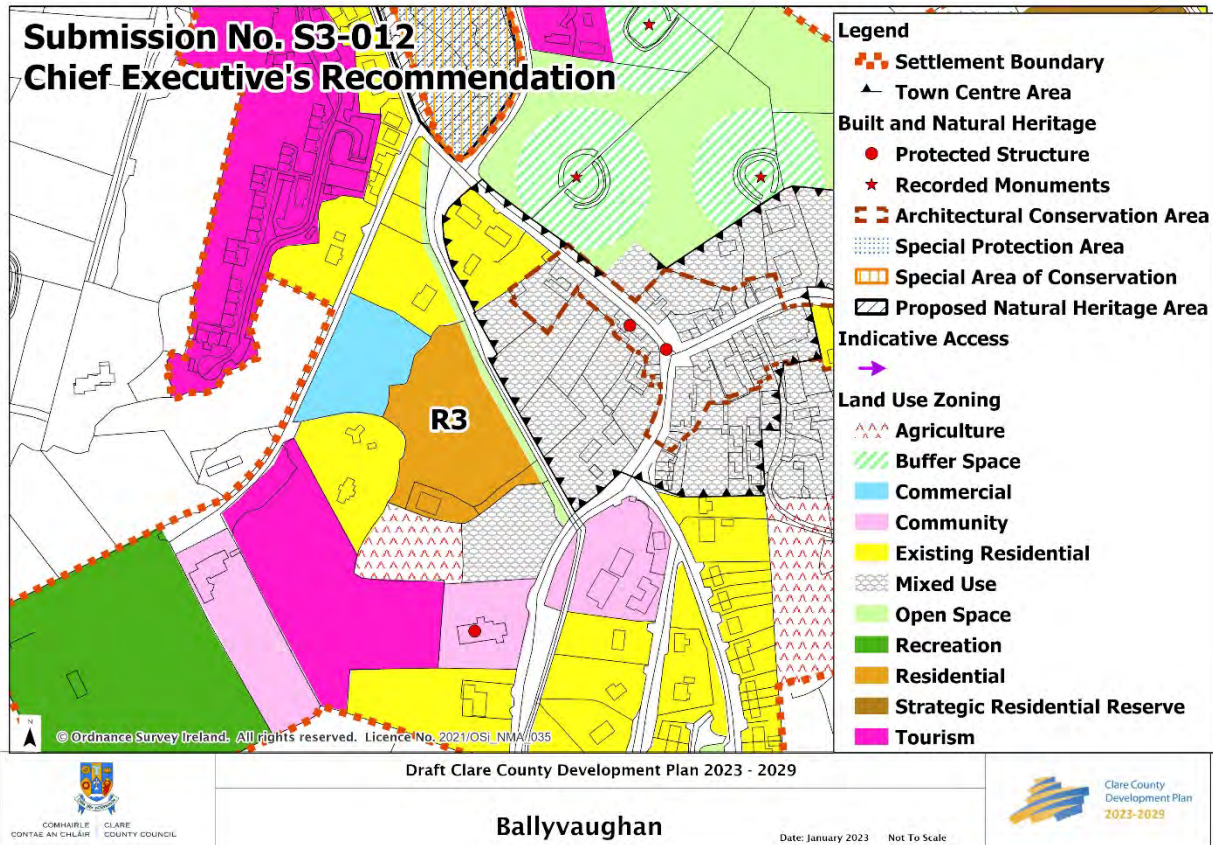 Submission No. S3-012
Chief Executive's Recommendation
R3
N
© Ordnance Survey Ireland. All rights reserved. Licence No. 2021/OSi_NMA_035
Legend
Settlement Boundary
Town Centre Area
Built and Natural Heritage
Protected Structure
Recorded Monuments
Architectural Conservation Area
Special Protection Area
Special Area of Conservation
Proposed Natural Heritage Area
Indicative Access
Land Use Zoning
Agriculture
Buffer Space
Commercial
Community
Existing Residential
Mixed Use
Open Space
Recreation
Residential
Strategic Residential Reserve
Tourism
COMHAIRLE CLARE
CONTAE AN CHLÁIR COUNTY COUNCIL
Draft Clare County Development Plan 2023 - 2029
Ballyvaughan
Date: January 2023 Not To Scale
Clare County
Development Plan
2023-2029